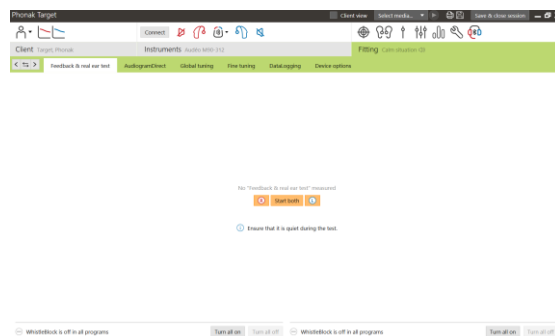 Phonak Target
Client view Select media... Save & close session
Connect
Client Target, Phonak Instruments Audéo M90-312 Fitting Calm situation
Feedback & real ear test AudiogramDirect Global tuning Fine tuning DataLogging Device options
No "Feedback & real ear test" measured
Start both
Ensure that it is quiet during the test.
WhistleBlock is off in all programs Turn all on Turn all off WhistleBlock is off in all programs Turn all on Turn all off